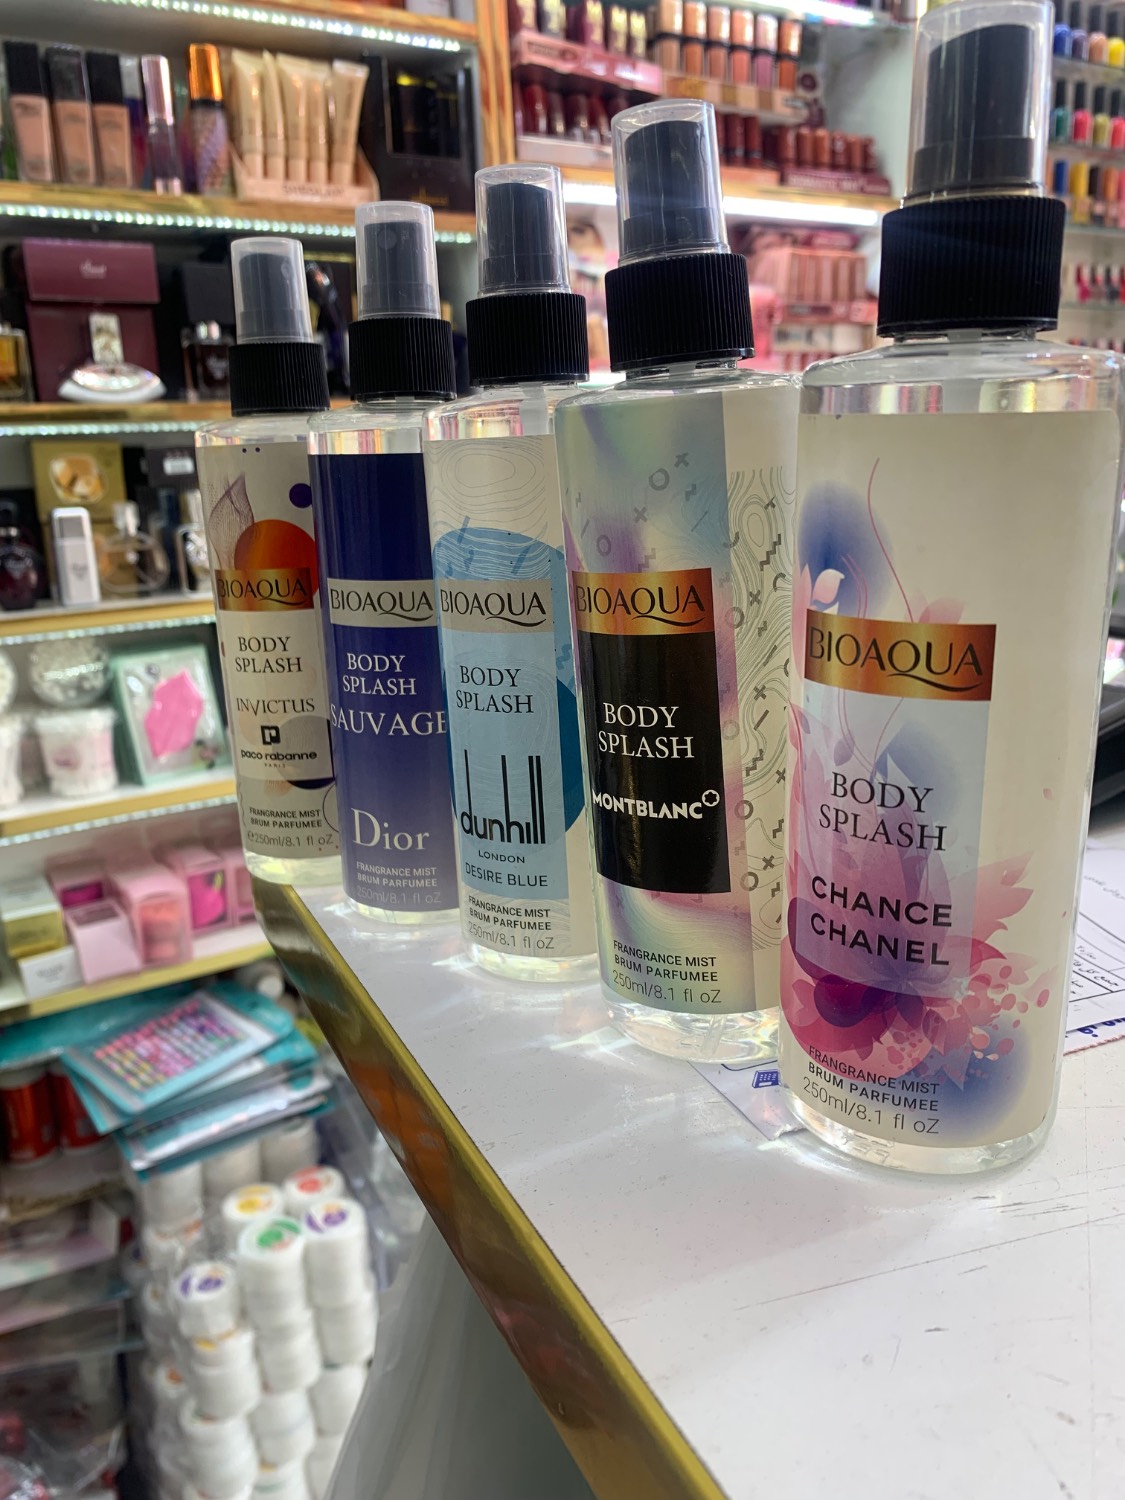 BIOAQUA
BODY
SPLASH
INVICTUS
paco rabanne
PARIS
FRANGRANCE MIST
BRUM PARFUMEE
250ml/8.1 fl oZ
BIOAQUA
BODY
SPLASH
SAUVAGE
Dior
FRANGRANCE MIST
BRUM PARFUMEE
250ml/8.1 fl oZ
BIOAQUA
BODY
SPLASH
dunhill
LONDON
DESIRE BLUE
FRANGRANCE MIST
BRUM PARFUMEE
250ml/8.1 fl oZ
BIOAQUA
BODY
SPLASH
MONTBLANC
FRANGRANCE MIST
BRUM PARFUMEE
250ml/8.1 fl oZ
BIOAQUA
BODY
SPLASH
CHANCE
CHANEL
FRANGRANCE MIST
BRUM PARFUMEE
250ml/8.1 fl oZ